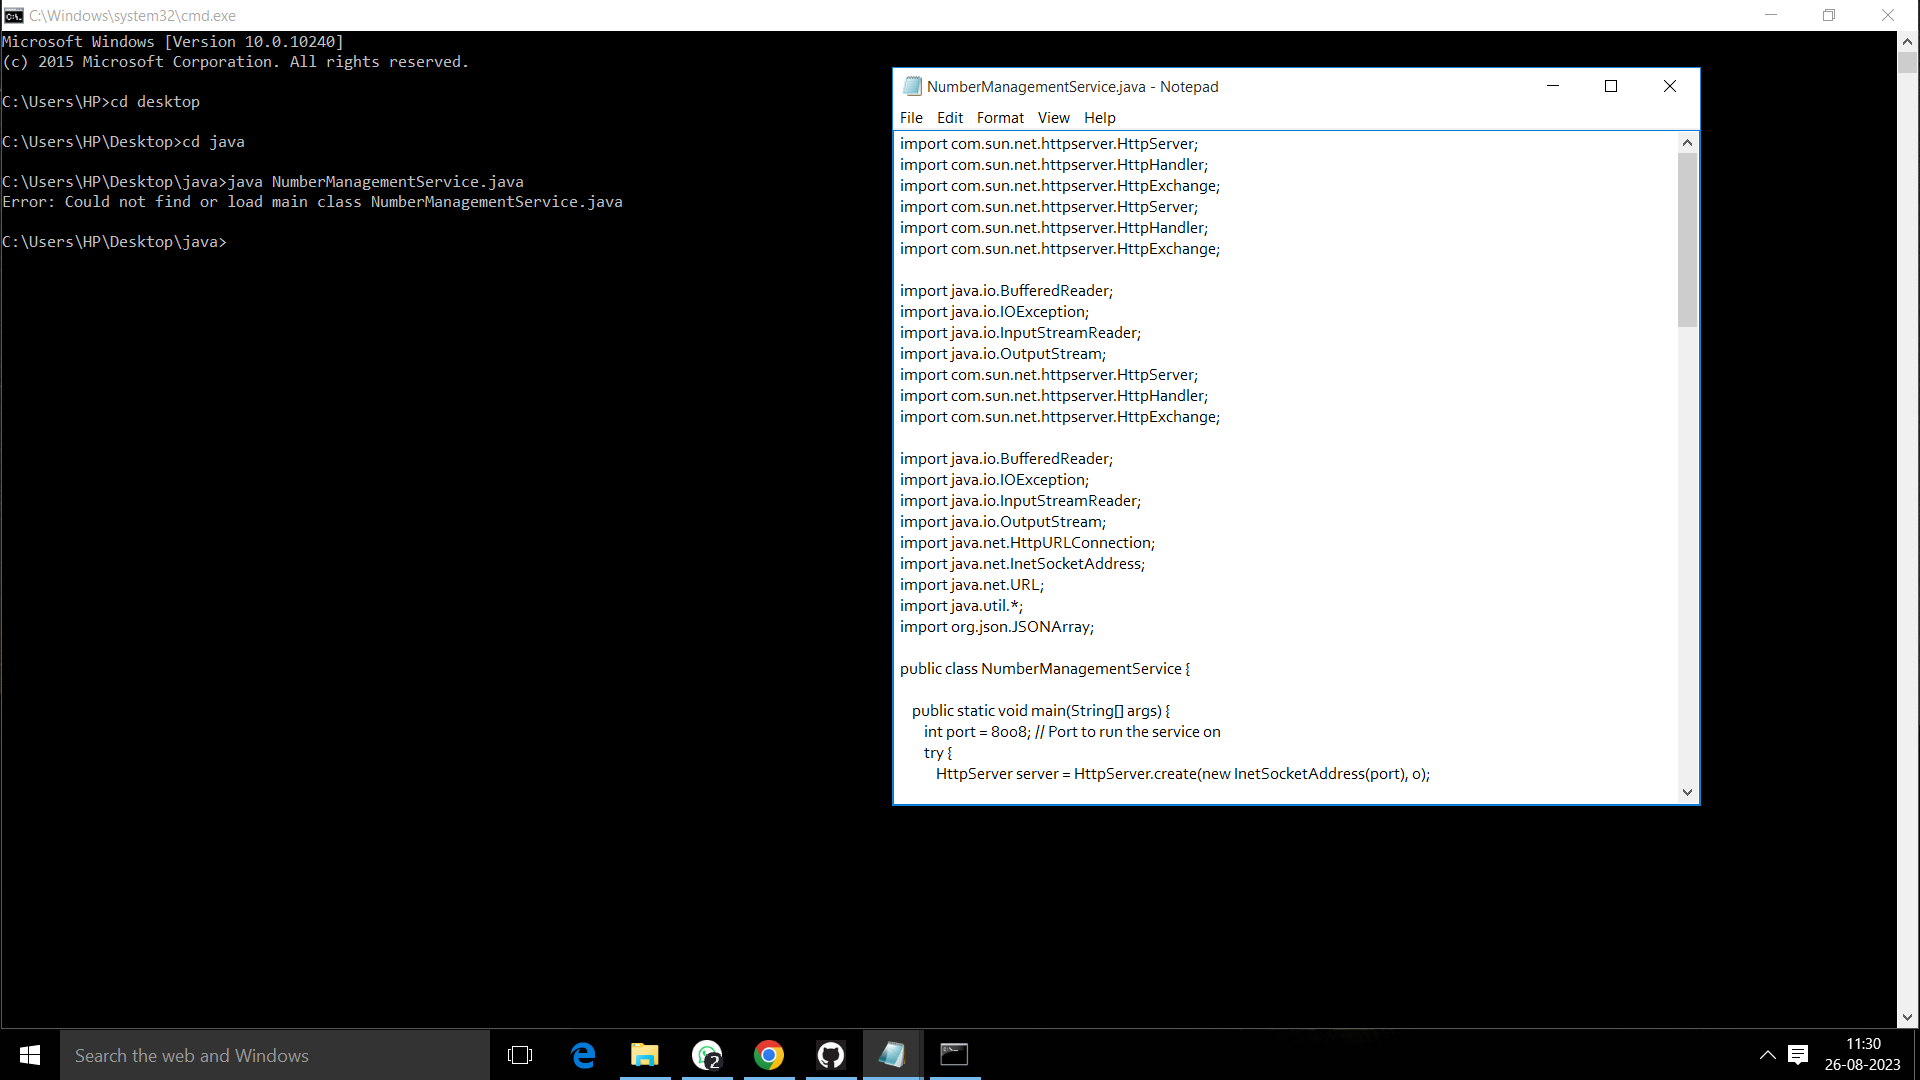 C:\Windows\system32\cmd.exe
Microsoft Windows [Version 10.0.10240]
(c) 2015 Microsoft Corporation. All rights reserved.
C:\Users\HP>cd desktop
C:\Users\HP\Desktop>cd java
C:\Users\HP\Desktop\java>java NumberManagementService.java
Error: Could not find or load main class NumberManagementService.java
C:\Users\HP\Desktop\java>
NumberManagementService.java - Notepad
File Edit Format View Help
import com.sun.net.httpserver.HttpServer;
import com.sun.net.httpserver.HttpHandler;
import com.sun.net.httpserver.HttpExchange;
import com.sun.net.httpserver.HttpServer;
import com.sun.net.httpserver.HttpHandler;
import com.sun.net.httpserver.HttpExchange;
import java.io.BufferedReader;
import java.io.IOException;
import java.io.InputStreamReader;
import java.io.OutputStream;
import com.sun.net.httpserver.HttpServer;
import com.sun.net.httpserver.HttpHandler;
import com.sun.net.httpserver.HttpExchange;
import java.io.BufferedReader;
import java.io.IOException;
import java.io.InputStreamReader;
import java.io.OutputStream;
import java.net.HttpURLConnection;
import java.net.InetSocketAddress;
import java.net.URL;
import java.util.*;
import org.json.JSONArray;
public class NumberManagementService {
public static void main(String[] args) {
int port = 8008; // Port to run the service on
try {
HttpServer server = HttpServer.create(new InetSocketAddress(port), 0);
Search the web and Windows
2
11:30
26-08-2023